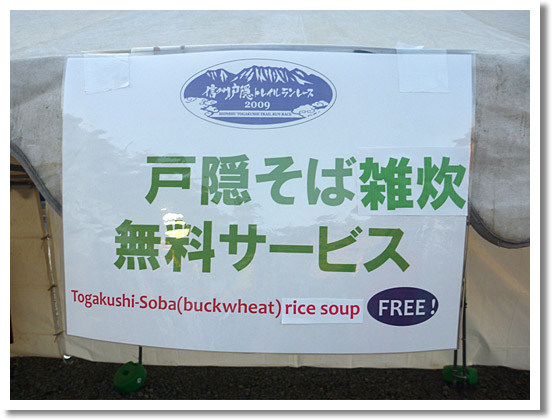 信州戸隠トレイルランレース
2009
SHINSHU TOGAKUSHI TRAIL RUN RACE
戸隠そば雑炊
無料サービス
Togakushi-Soba(buckwheat) rice soup FREE!